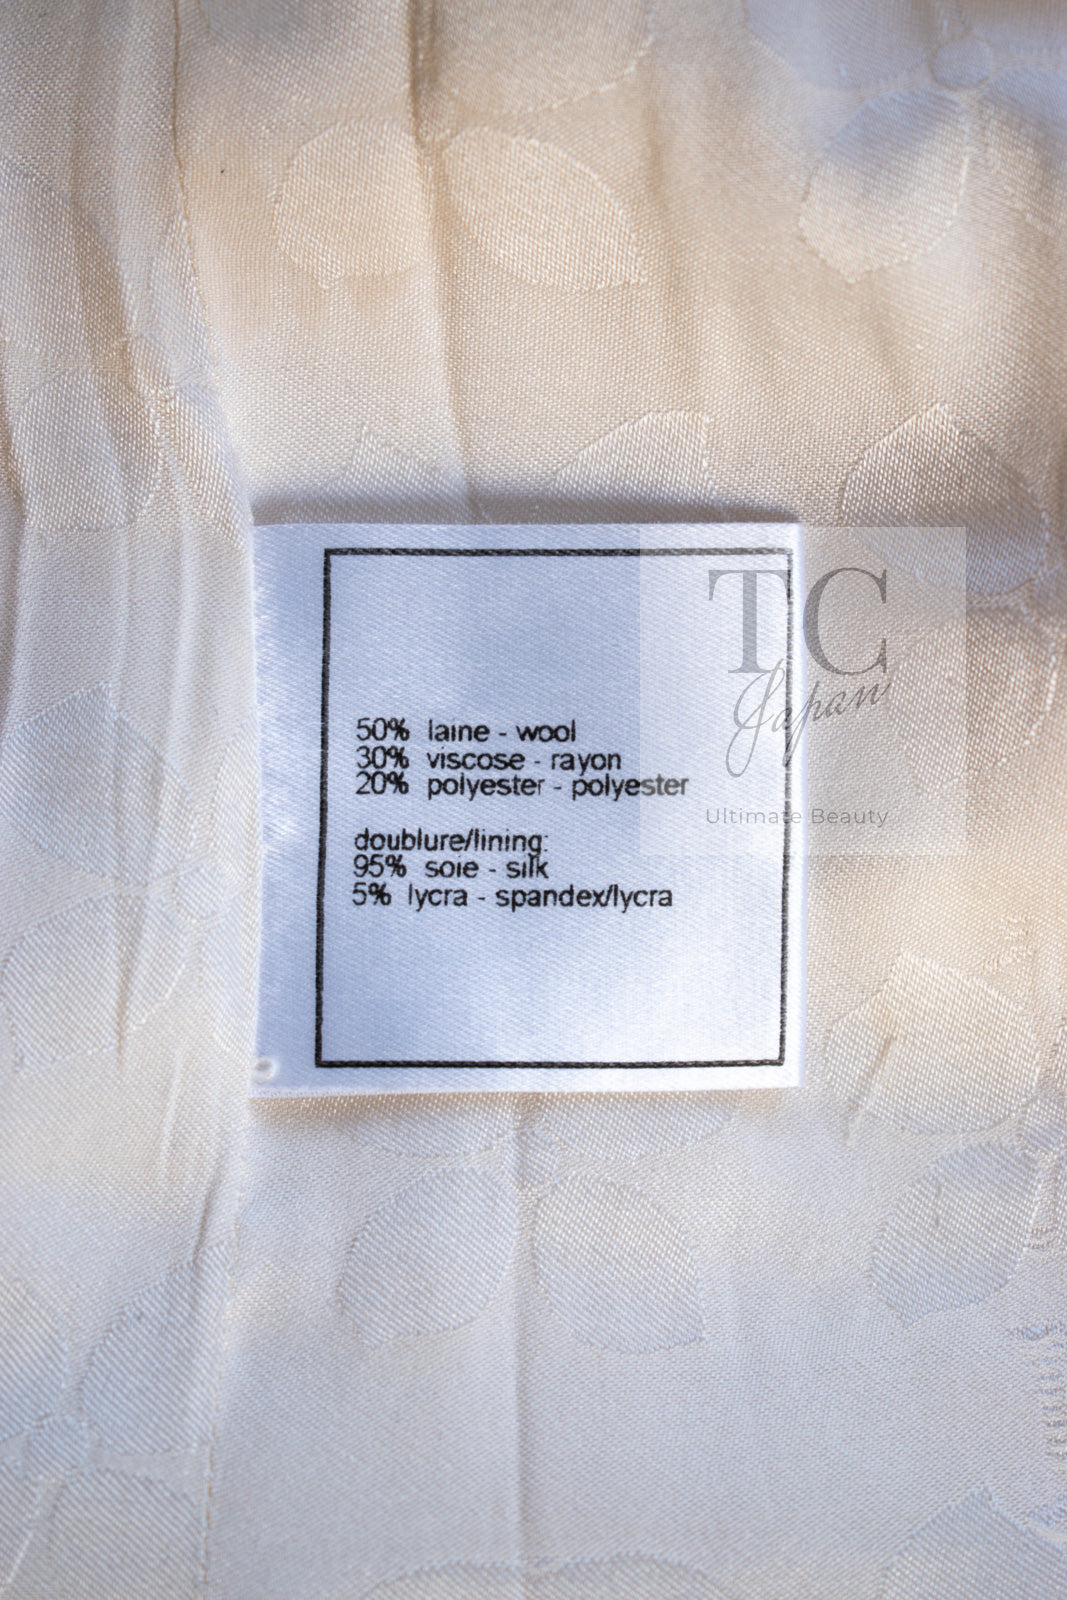 50% laine - wool
30% viscose - rayon
20% polyester - polyester
doublure/lining:
95% soie - silk
5% lycra - spandex/lycra
TC
Japan
Ultimate Beauty